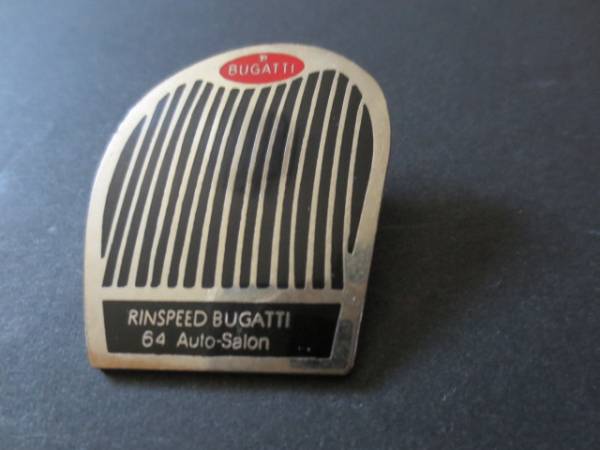 BUGATTI
RINSPEED BUGATTI
64 Auto-Salon